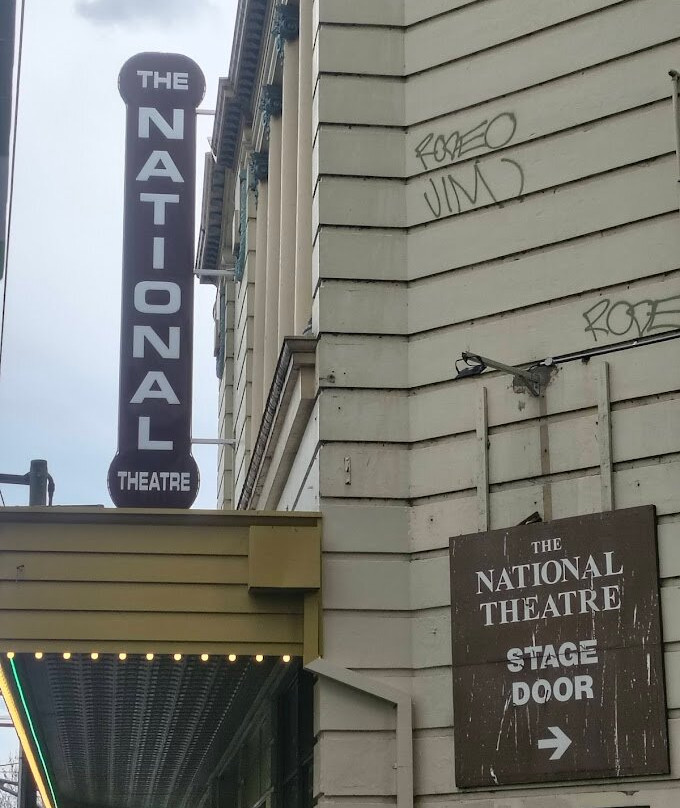 THE
NATIONAL
THEATRE
RODEO
JIM
RODE
THE
NATIONAL
THEATRE
STAGE
DOOR
→